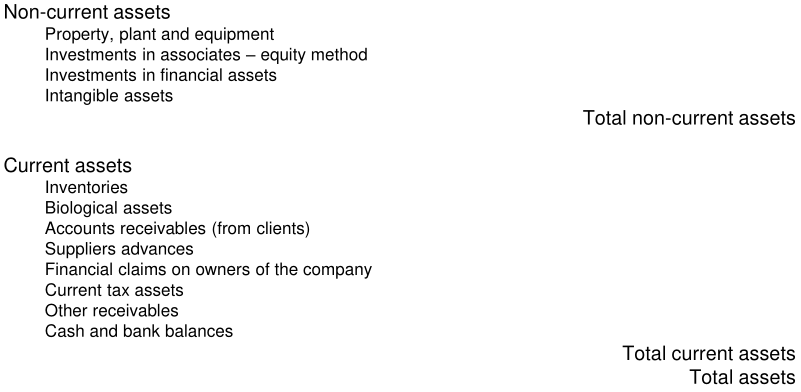 Non-current assets
Property, plant and equipment
Investments in associates – equity method
Investments in financial assets
Intangible assets
Total non-current assets
Current assets
Inventories
Biological assets
Accounts receivables (from clients)
Suppliers advances
Financial claims on owners of the company
Current tax assets
Other receivables
Cash and bank balances
Total current assets
Total assets